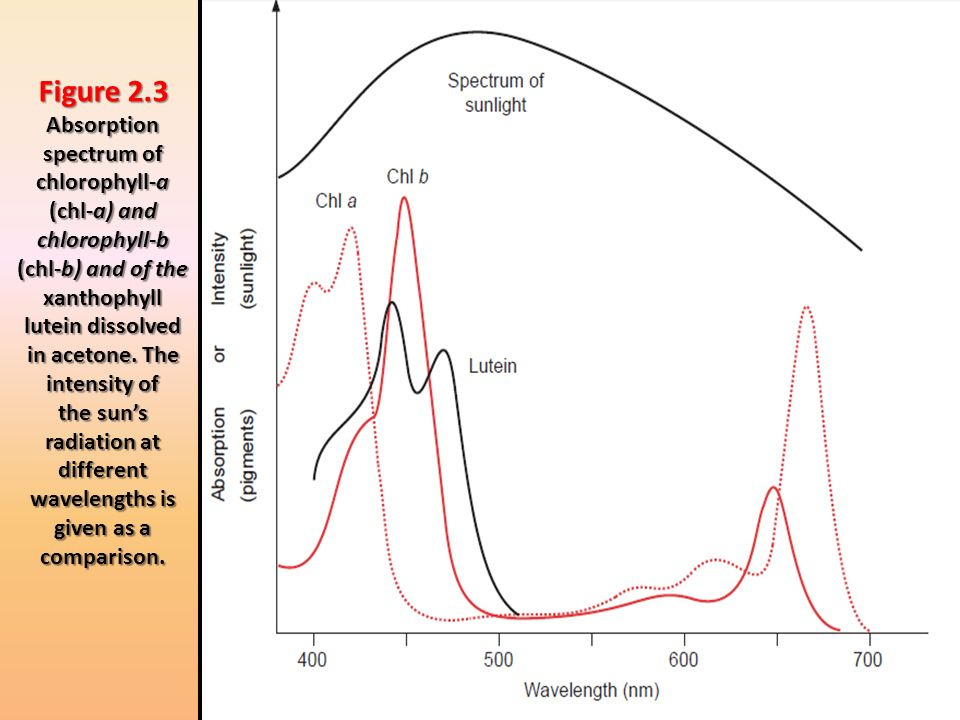 Figure 2.3
Absorption
spectrum of
chlorophyll-a
(chl-a) and
chlorophyll-b
(chl-b) and of the
xanthophyll
lutein dissolved
in acetone. The
intensity of
the sun’s
radiation at
different
wavelengths is
given as a
comparison.
Spectrum of
sunlight
Chl b
Chl a
Lutein
Absorption or Intensity
(pigments) (sunlight)
400 500 600 700
Wavelength (nm)